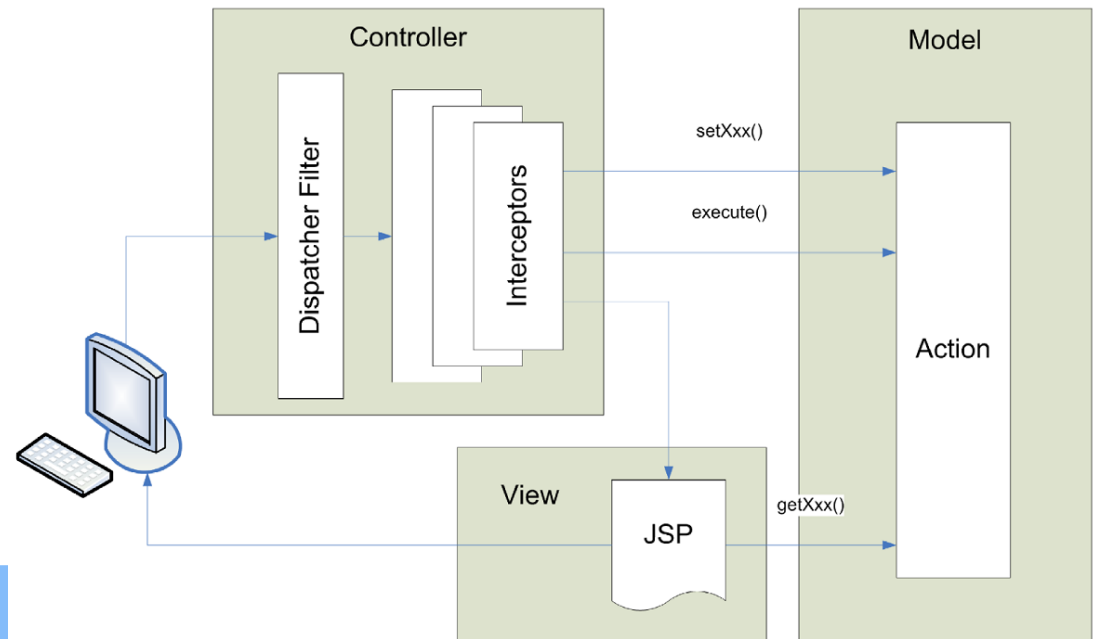 Controller
Model
Dispatcher Filter
Interceptors
setXxx()
execute()
Action
View
JSP
getXxx()